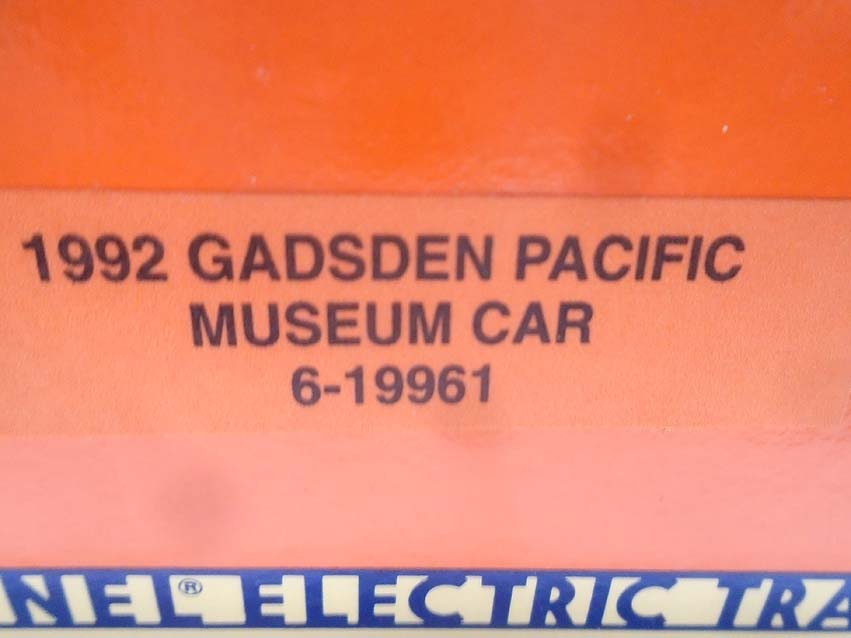 1992 GADSDEN PACIFIC
MUSEUM CAR
6-19961
NEL® ELECTRIC TRA